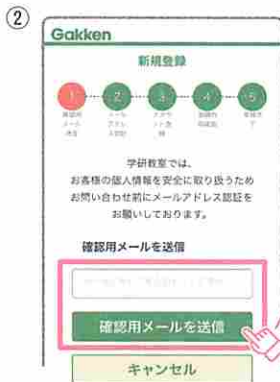 ②
Gakken
新規登録
1 2 3 4 5
学研教室では、
お客様の個人情報を安全に取り扱うため
お問い合わせ前にメールアドレス認証を
お願いしております。
確認用メールを送信
確認用メールを送信
キャンセル